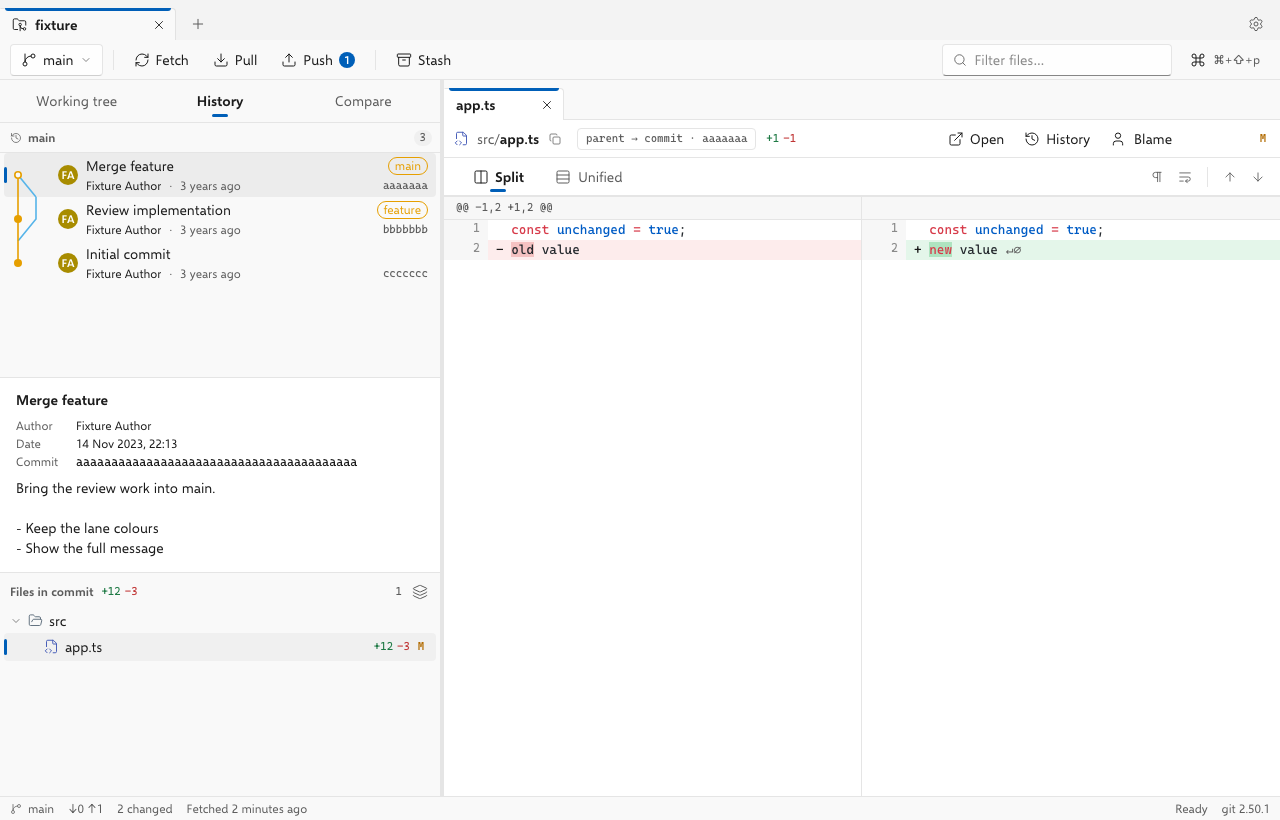 fixture
main
Fetch
Pull
Push 1
Stash
Filter files...
⌘ ⌘+⇧+p
Working tree
History
Compare
main 3
FA Merge feature main
Fixture Author · 3 years ago aaaaaaa
FA Review implementation feature
Fixture Author · 3 years ago bbbbbbb
FA Initial commit
Fixture Author · 3 years ago ccccccc
Merge feature
Author Fixture Author
Date 14 Nov 2023, 22:13
Commit aaaaaaaaaaaaaaaaaaaaaaaaaaaaaaaaaaaaaaaa
Bring the review work into main.
- Keep the lane colours
- Show the full message
Files in commit +12 −3 1
src
app.ts +12 −3 M
app.ts
src/app.ts parent → commit · aaaaaaa +1 −1 Open History Blame M
Split Unified ¶
@@ −1,2 +1,2 @@
1 const unchanged = true;
2 − old value
1 const unchanged = true;
2 + new value ↵∅
main ↓0 ↑1 2 changed Fetched 2 minutes ago
Ready git 2.50.1